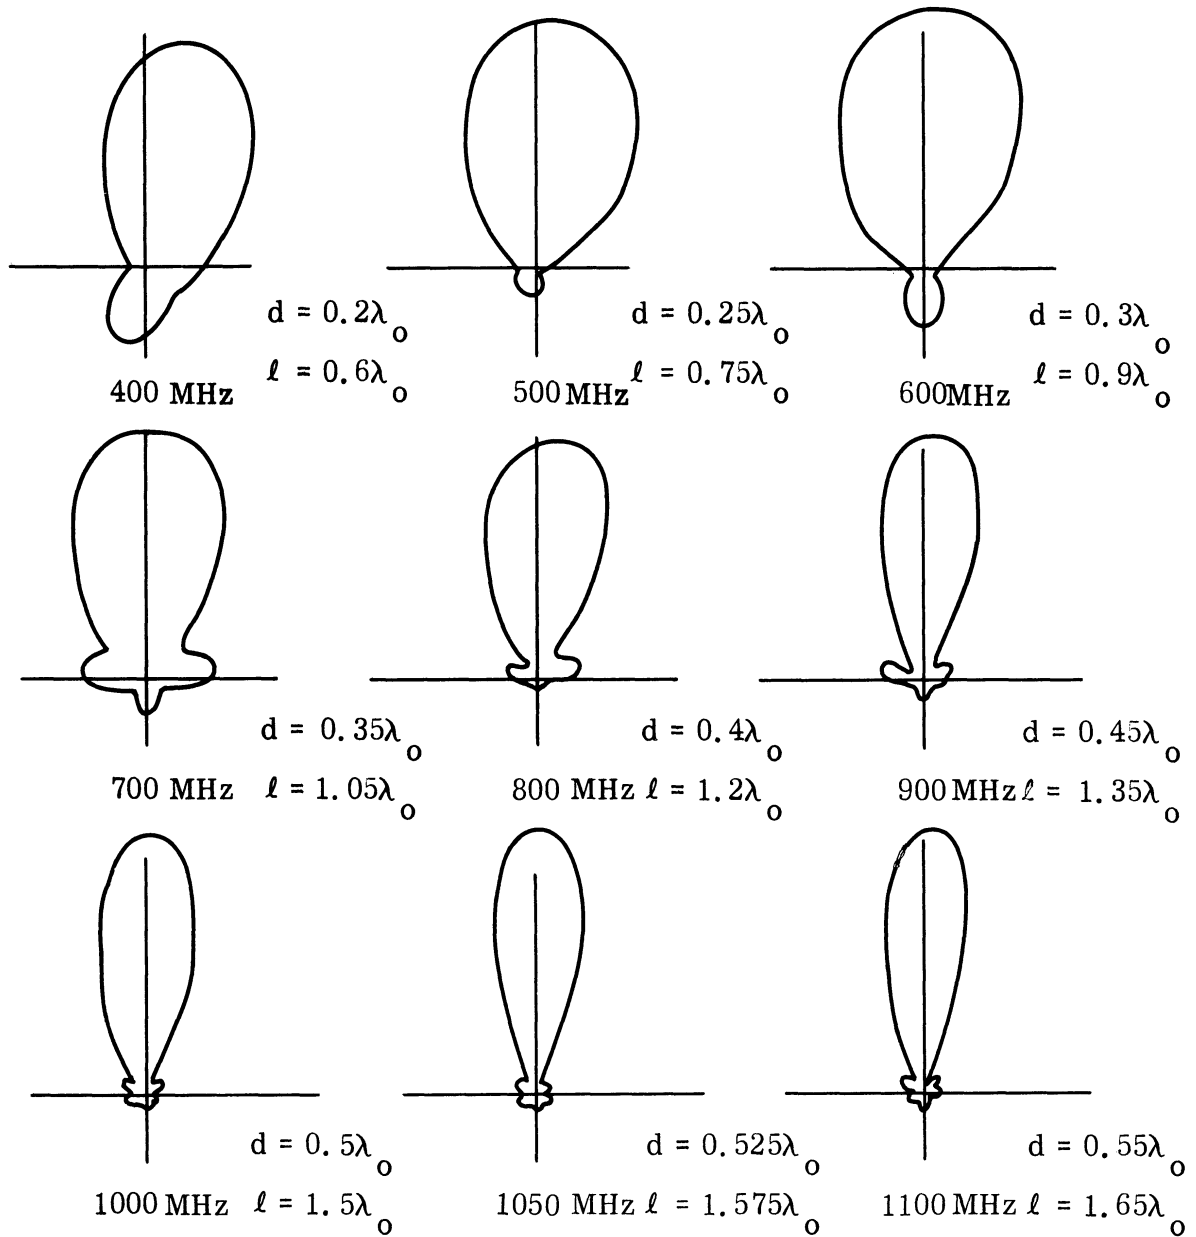 d = 0.2λo
ℓ = 0.6λo
400 MHz
d = 0.25λo
ℓ = 0.75λo
500 MHz
d = 0.3λo
ℓ = 0.9λo
600MHz
d = 0.35λo
700 MHz ℓ = 1.05λo
d = 0.4λo
800 MHz ℓ = 1.2λo
d = 0.45λo
900 MHz ℓ = 1.35λo
d = 0.5λo
1000 MHz ℓ = 1.5λo
d = 0.525λo
1050 MHz ℓ = 1.575λo
d = 0.55λo
1100 MHz ℓ = 1.65λo